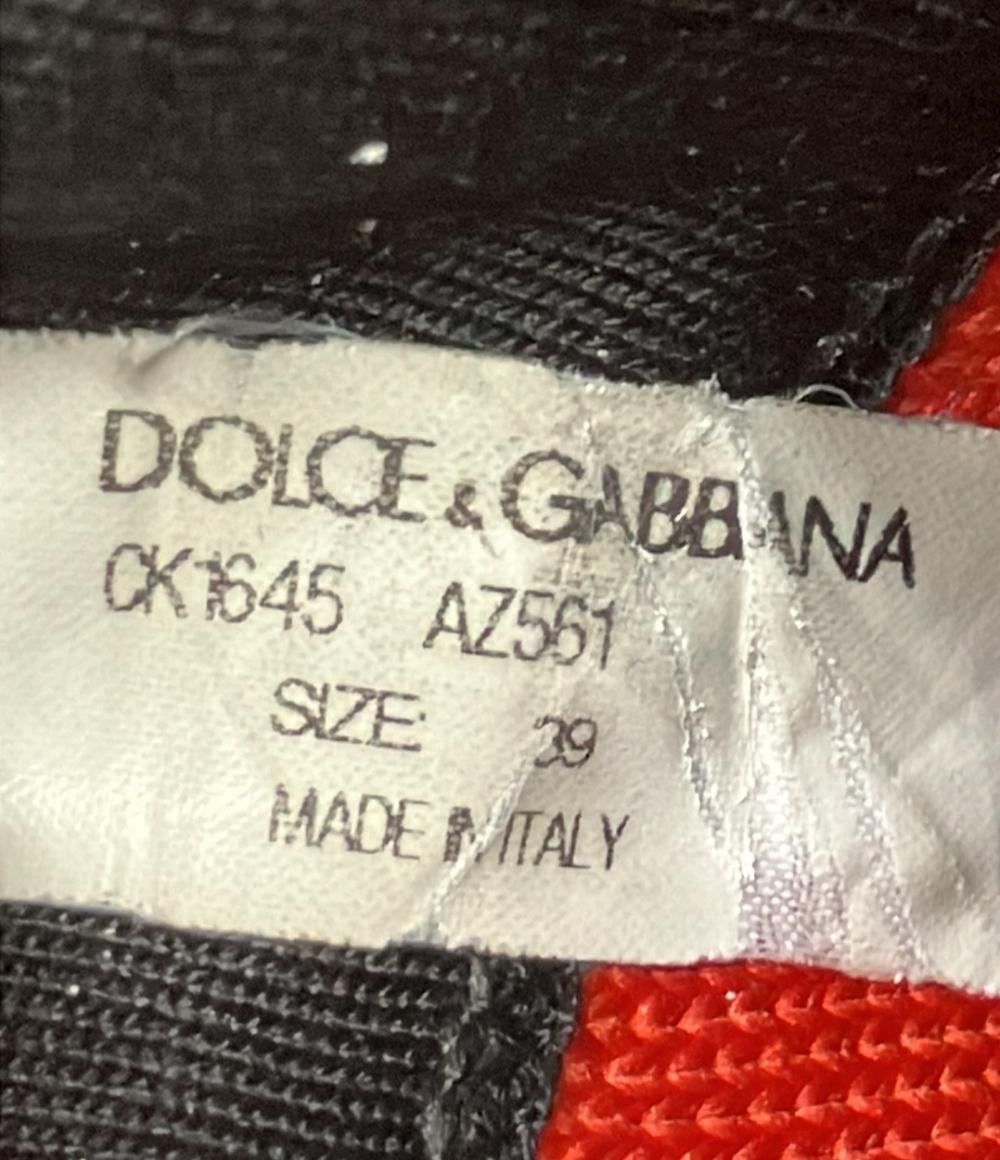 DOLCE & GABBANA
CK1645 AZ561
SIZE: 39
MADE IN ITALY